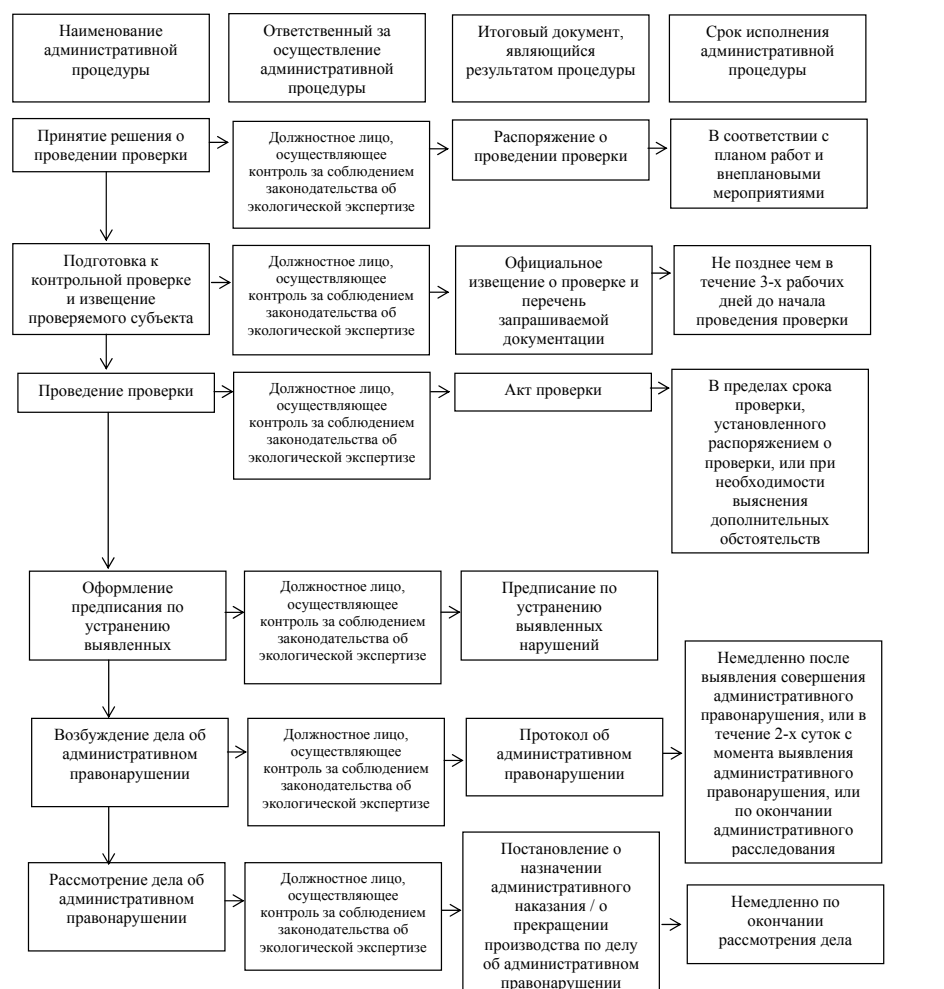 Наименование
административной
процедуры
Ответственный за
осуществление
административной
процедуры
Итоговый документ,
являющийся
результатом процедуры
Срок исполнения
административной
процедуры
Принятие решения о
проведении проверки
Должностное лицо,
осуществляющее
контроль за соблюдением
законодательства об
экологической экспертизе
Распоряжение о
проведении проверки
В соответствии с
планом работ и
внеплановыми
мероприятиями
Подготовка к
контрольной проверке
и извещение
проверяемого субъекта
Должностное лицо,
осуществляющее
контроль за соблюдением
законодательства об
экологической экспертизе
Официальное
извещение о проверке и
перечень
запрашиваемой
документации
Не позднее чем в
течение 3-х рабочих
дней до начала
проведения проверки
Проведение проверки
Должностное лицо,
осуществляющее
контроль за соблюдением
законодательства об
экологической экспертизе
Акт проверки
В пределах срока
проверки,
установленного
распоряжением о
проверки, или при
необходимости
выяснения
дополнительных
обстоятельств
Оформление
предписания по
устранению
выявленных
Должностное лицо,
осуществляющее
контроль за соблюдением
законодательства об
экологической экспертизе
Предписание по
устранению
выявленных
нарушений
Возбуждение дела об
административном
правонарушении
Должностное лицо,
осуществляющее
контроль за соблюдением
законодательства об
экологической экспертизе
Протокол об
административном
правонарушении
Немедленно после
выявления совершения
административного
правонарушения, или в
течение 2-х суток с
момента выявления
административного
правонарушения, или
по окончании
административного
расследования
Рассмотрение дела об
административном
правонарушении
Должностное лицо,
осуществляющее
контроль за соблюдением
законодательства об
экологической экспертизе
Постановление о
назначении
административного
наказания / о
прекращении
производства по делу
об административном
правонарушении
Немедленно по
окончании
рассмотрения дела